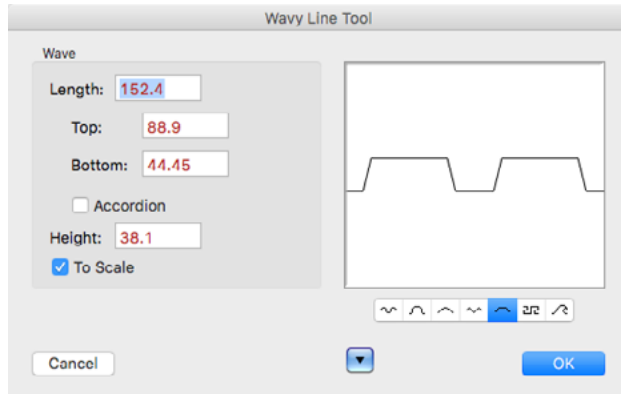 Wavy Line Tool
Wave
Length: 152.4
Top: 88.9
Bottom: 44.45
Accordion
Height: 38.1
To Scale
Cancel
OK